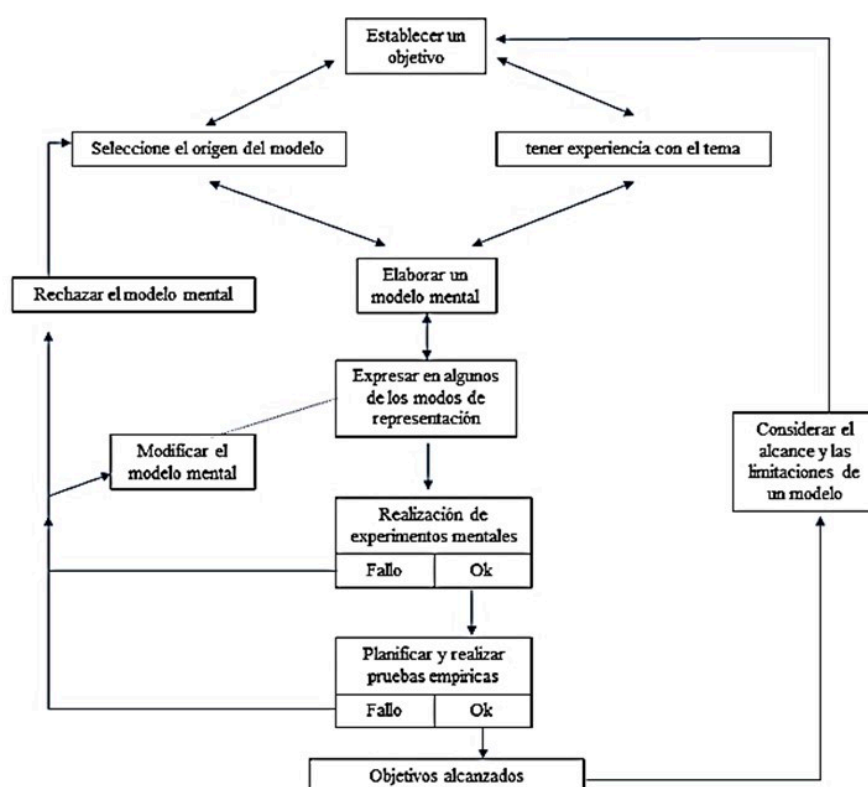 Establecer un
objetivo
Seleccione el origen del modelo
tener experiencia con el tema
Elaborar un
modelo mental
Rechazar el modelo mental
Expresar en algunos
de los modos de
representación
Modificar el
modelo mental
Considerar el
alcance y las
limitaciones de
un modelo
Realización de
experimentos mentales
Fallo
Ok
Planificar y realizar
pruebas empíricas
Fallo
Ok
Objetivos alcanzados